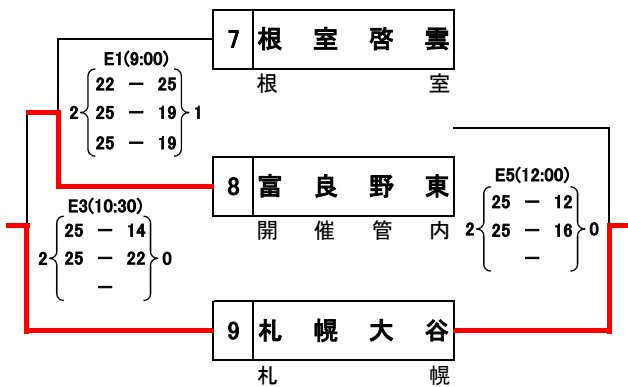 7 根室啓雲
根室
E1(9:00)
22 － 25
2 25 － 19 1
25 － 19
8 富良野東
開催管内
E3(10:30)
25 － 14
2 25 － 22 0
－
E5(12:00)
25 － 12
2 25 － 16 0
－
9 札幌大谷
札幌